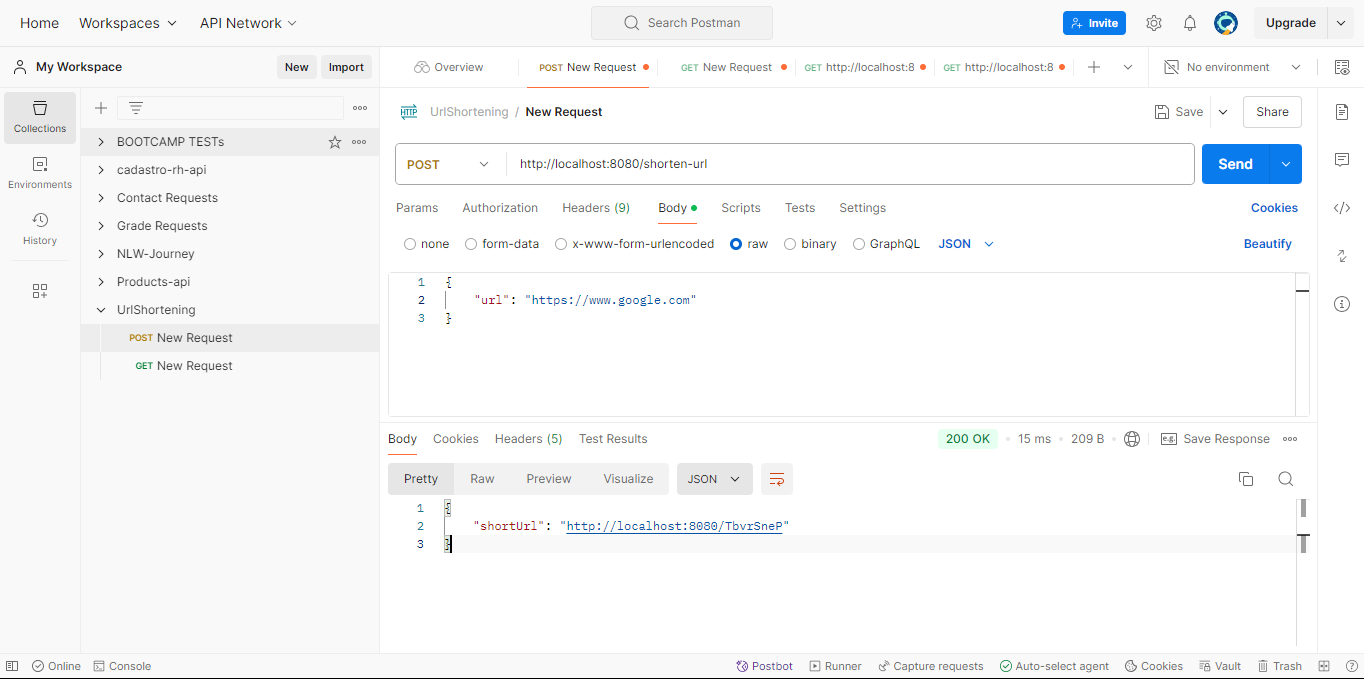 Home Workspaces API Network Search Postman Invite Upgrade
My Workspace New Import Overview POST New Request GET New Request GET http://localhost:8 GET http://localhost:8 No environment
Collections
Environments
History
BOOTCAMP TESTs
cadastro-rh-api
Contact Requests
Grade Requests
NLW-Journey
Products-api
UrlShortening
POST New Request
GET New Request
HTTP UrlShortening / New Request Save Share
POST http://localhost:8080/shorten-url Send
Params Authorization Headers (9) Body Scripts Tests Settings Cookies
none form-data x-www-form-urlencoded raw binary GraphQL JSON Beautify
1 {
2 "url": "https://www.google.com"
3 }
Body Cookies Headers (5) Test Results 200 OK 15 ms 209 B e.g. Save Response
Pretty Raw Preview Visualize JSON
1 {
2 "shortUrl": "http://localhost:8080/TbvrSneP"
3 }
Online Console Postbot Runner Capture requests Auto-select agent Cookies Vault Trash